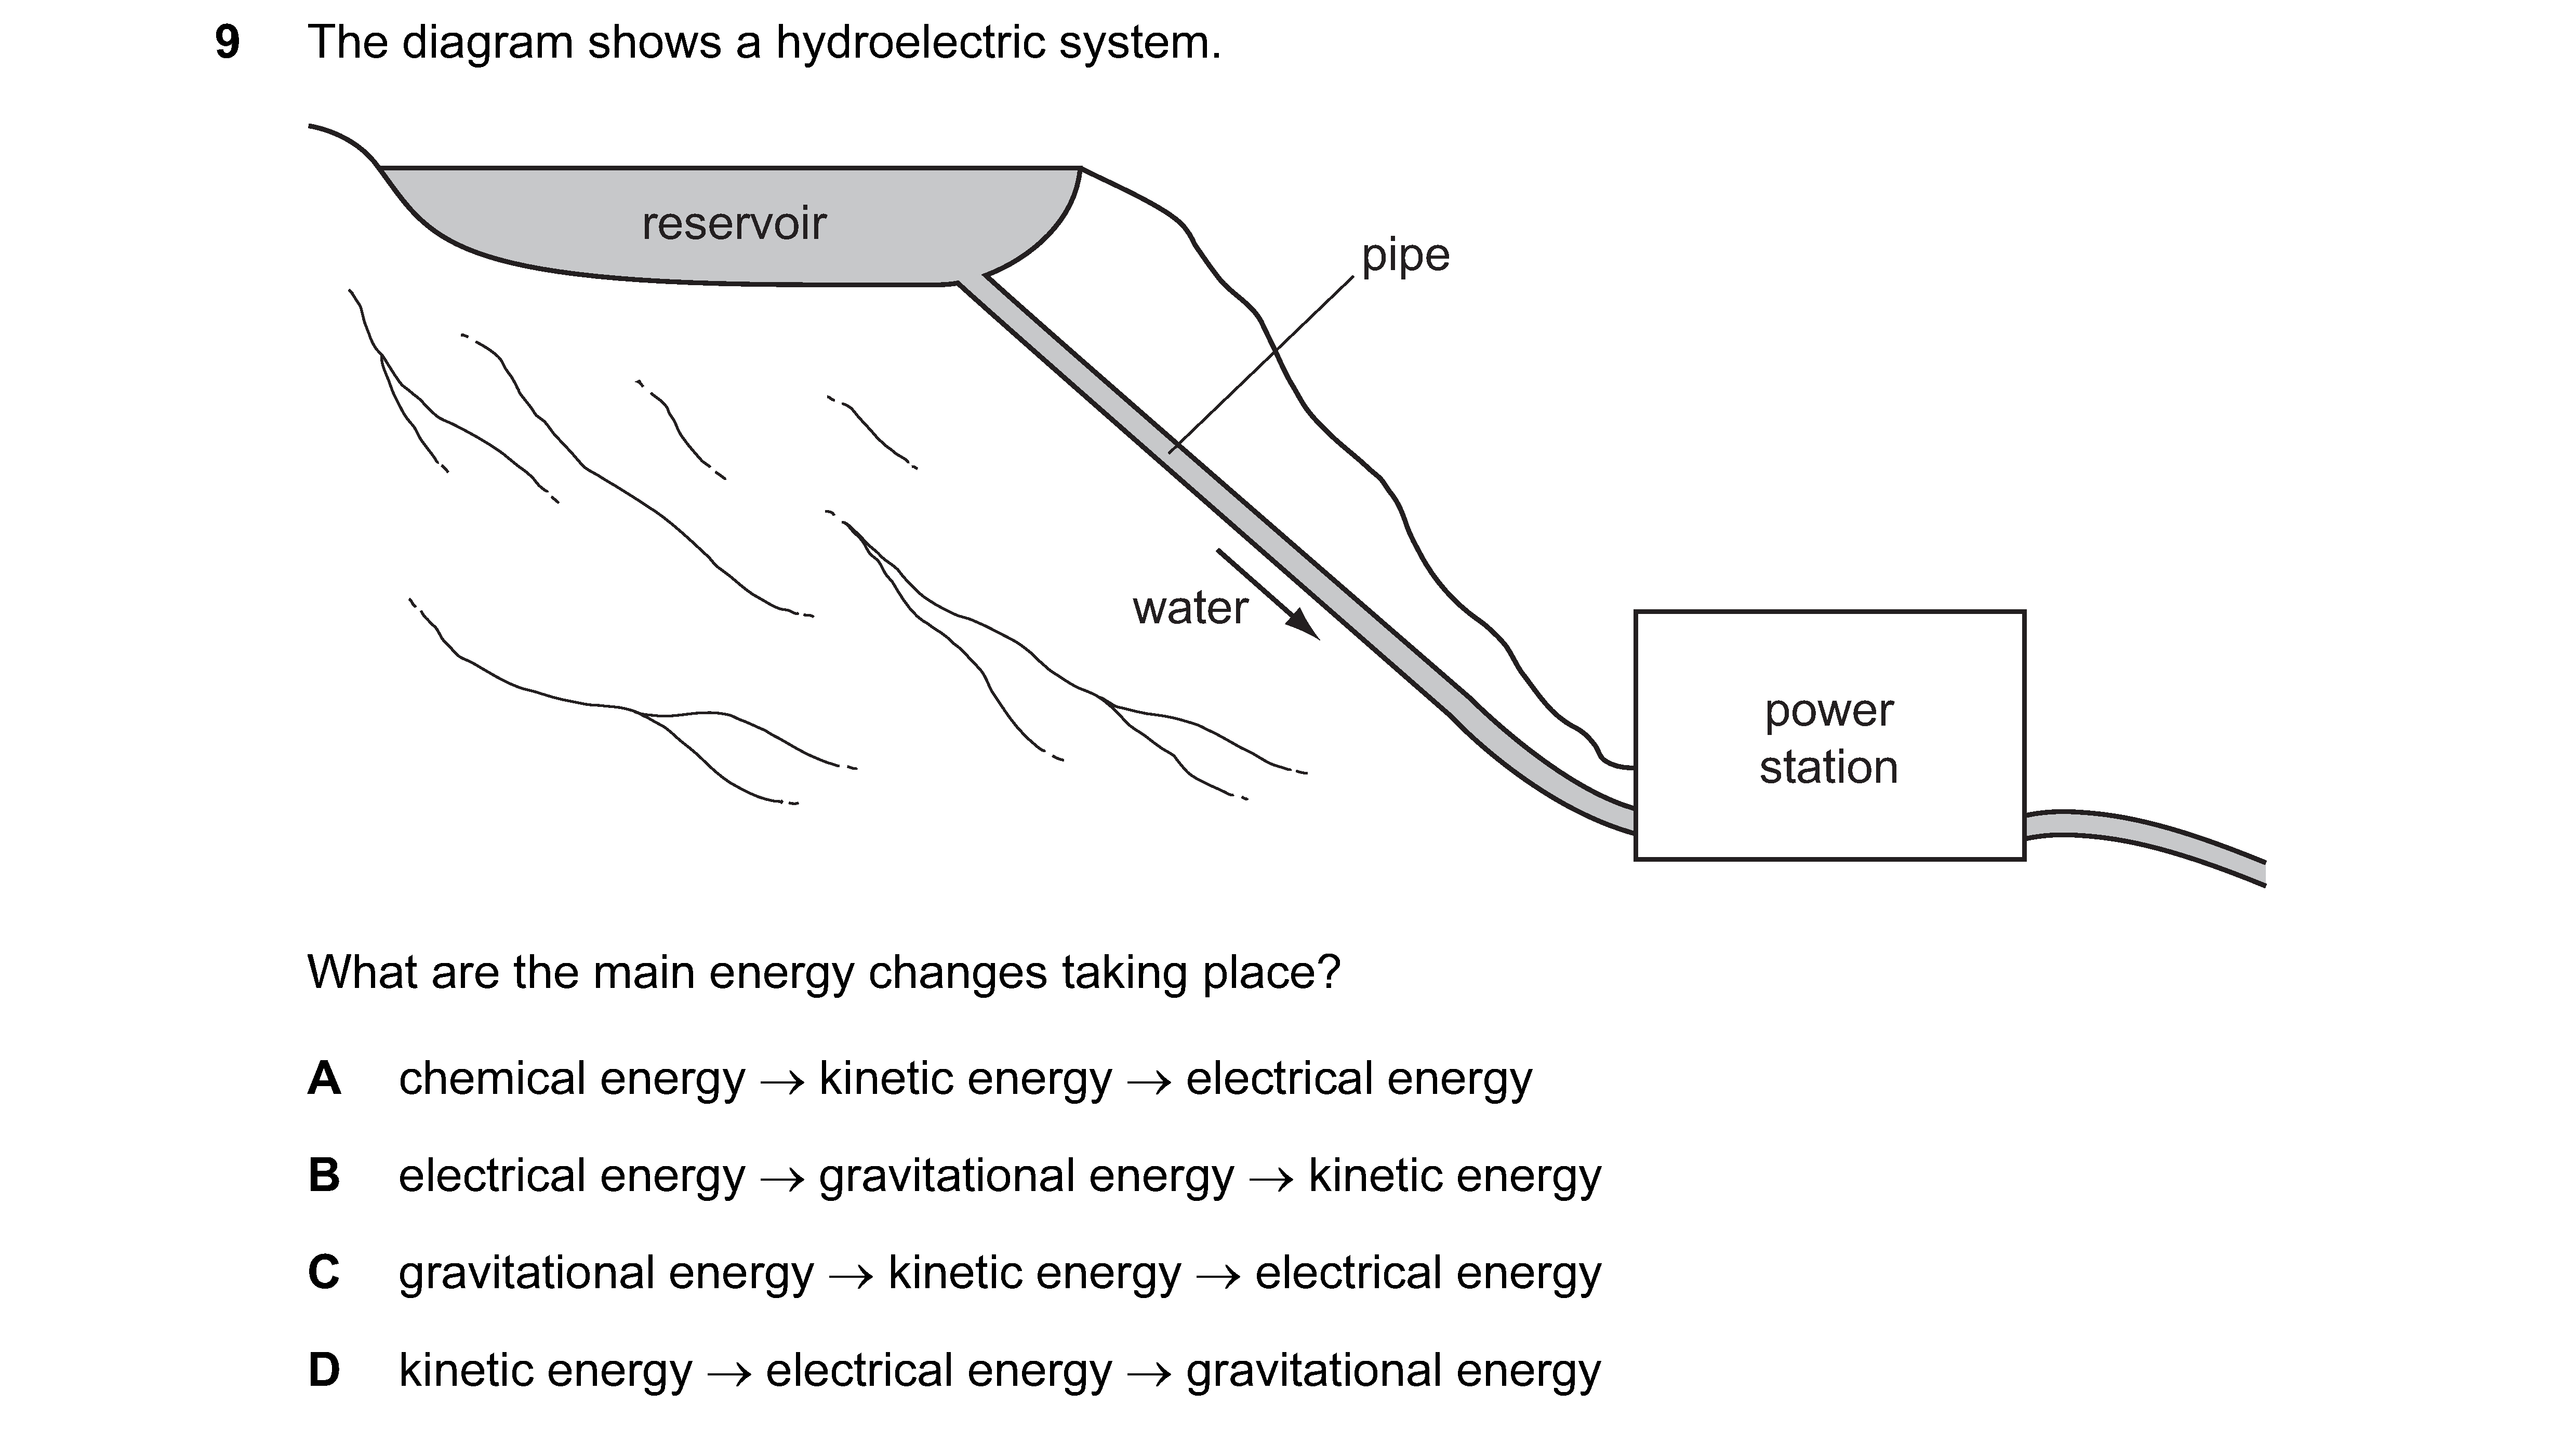 9 The diagram shows a hydroelectric system.
reservoir
pipe
water
power
station
What are the main energy changes taking place?
A chemical energy → kinetic energy → electrical energy
B electrical energy → gravitational energy → kinetic energy
C gravitational energy → kinetic energy → electrical energy
D kinetic energy → electrical energy → gravitational energy